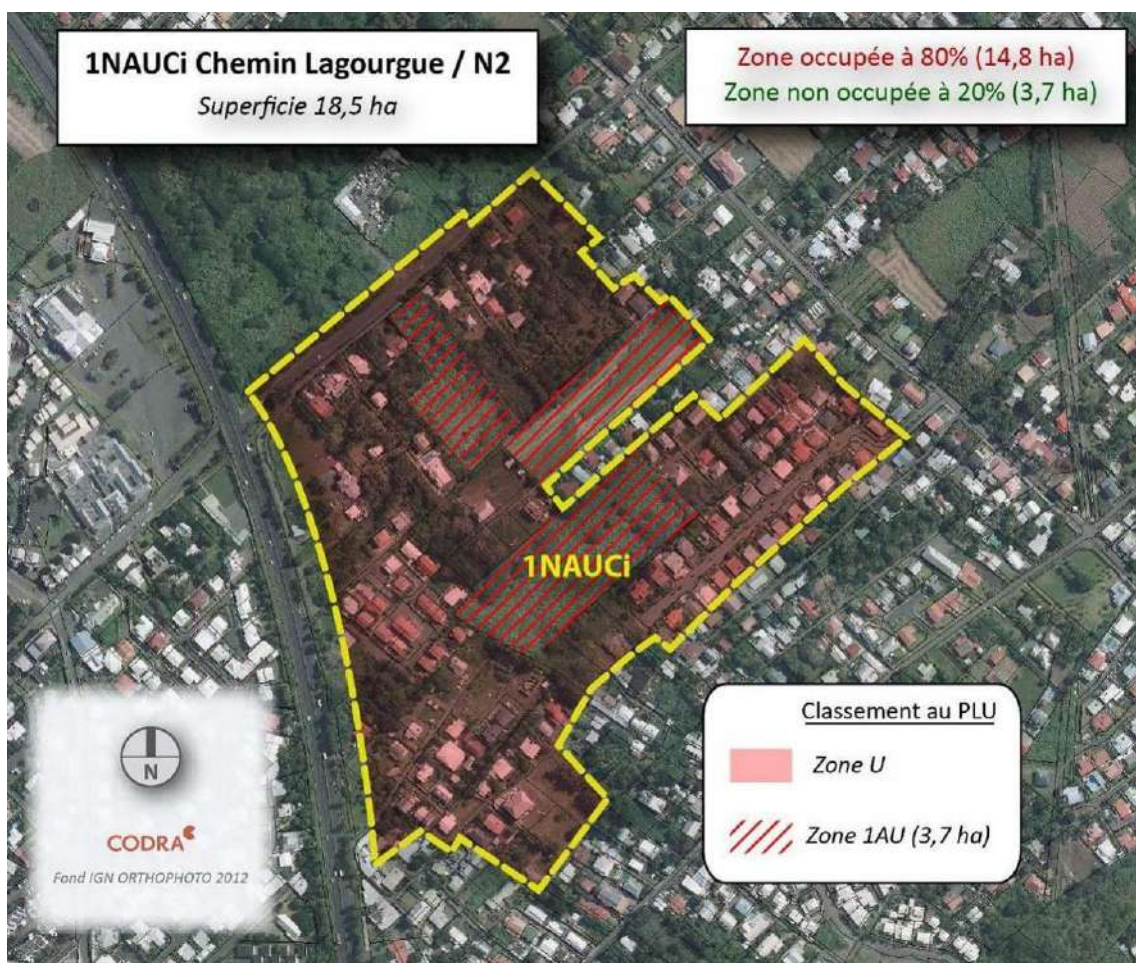 1NAUCi Chemin Lagourgue / N2
Superficie 18,5 ha
Zone occupée à 80% (14,8 ha)
Zone non occupée à 20% (3,7 ha)
1NAUCi
Classement au PLU
Zone U
Zone 1AU (3,7 ha)
N
CODRA
Fond IGN ORTHOPHOTO 2012